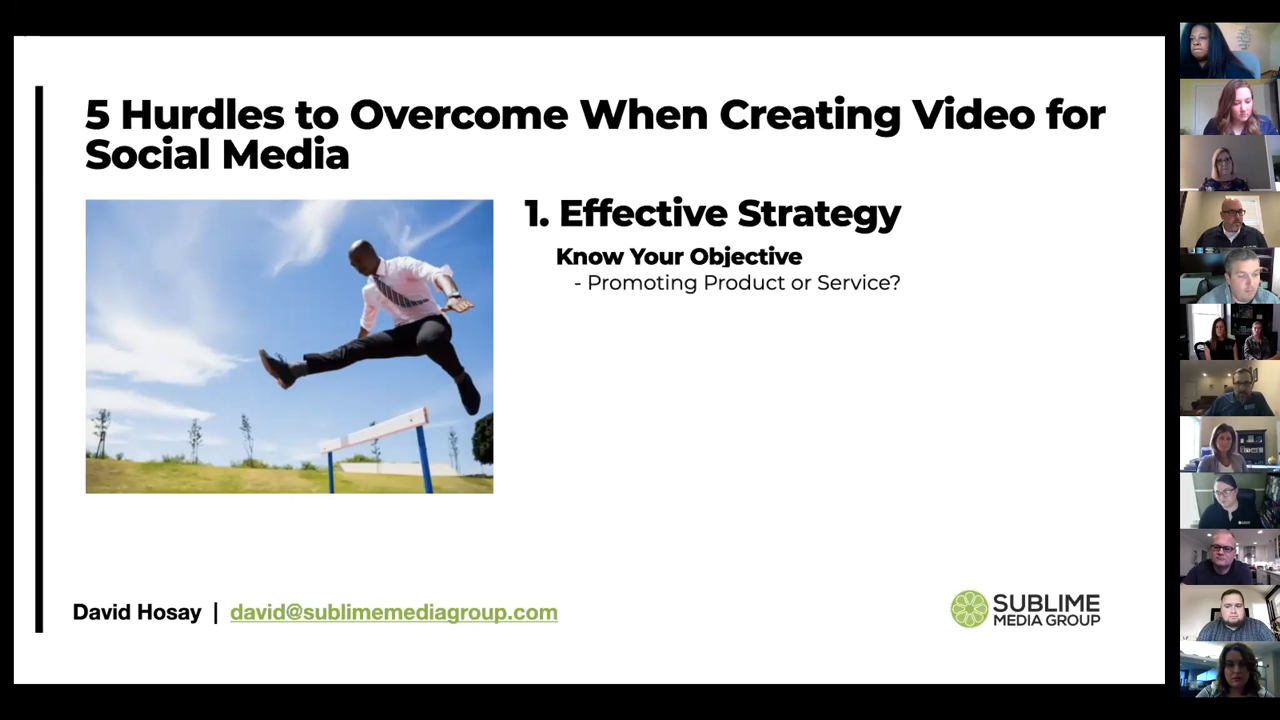 5 Hurdles to Overcome When Creating Video for
Social Media
1. Effective Strategy
Know Your Objective
- Promoting Product or Service?
David Hosay | david@sublimemediagroup.com
SUBLIME
MEDIA GROUP